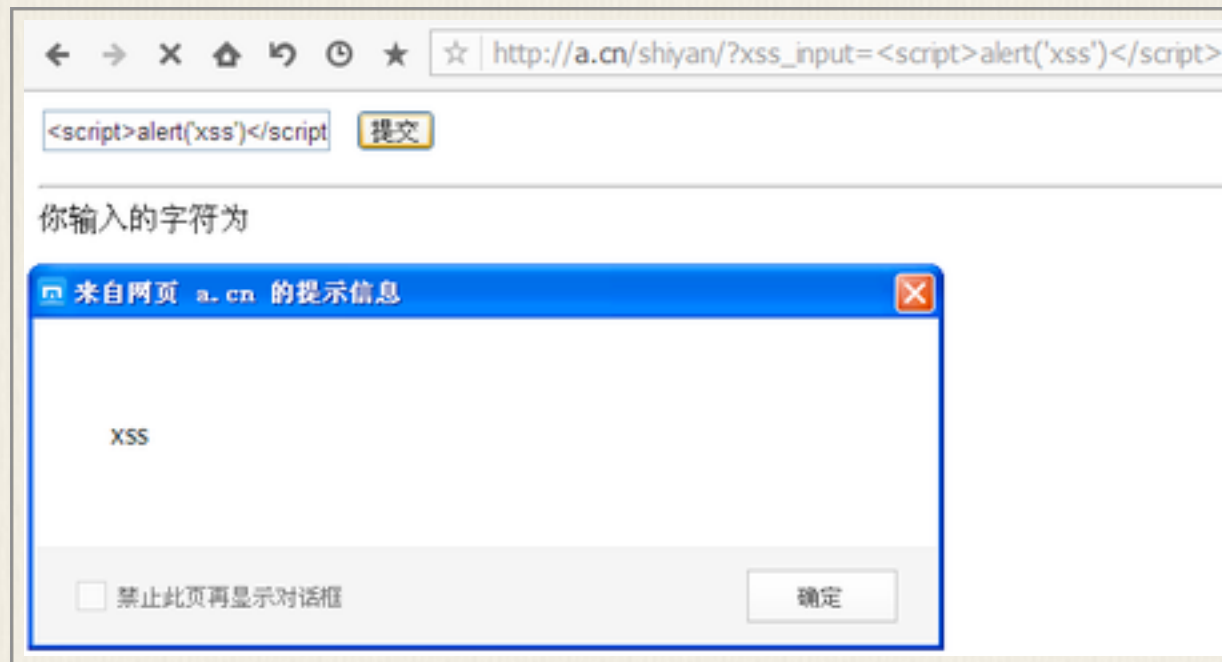 http://a.cn/shiyan/?xss_input=<script>alert('xss')</script>
<script>alert('xss')</script
提交
你输入的字符为
来自网页 a.cn 的提示信息
xss
禁止此页再显示对话框
确定